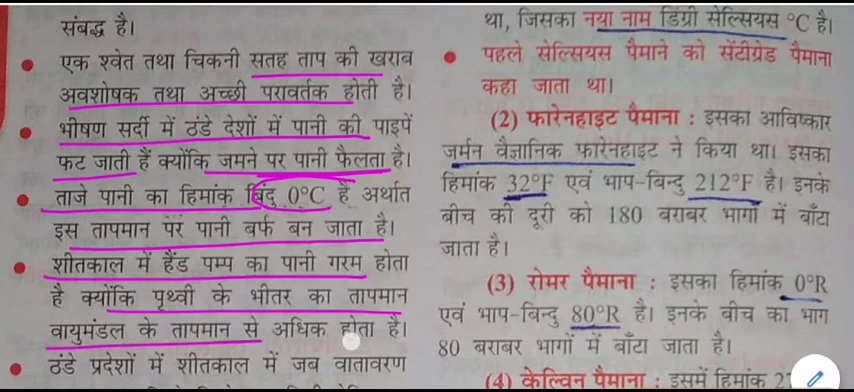 संबद्ध है।
एक श्वेत तथा चिकनी सतह ताप की खराब
अवशोषक तथा अच्छी परावर्तक होती है।
भीषण सर्दी में ठंडे देशों में पानी की पाइपें
फट जाती हैं क्योंकि जमने पर पानी फैलता है।
ताजे पानी का हिमांक बिंदु 0°C है अर्थात
इस तापमान पर पानी बर्फ बन जाता है।
शीतकाल में हैंड पम्प का पानी गरम होता
है क्योंकि पृथ्वी के भीतर का तापमान
वायुमंडल के तापमान से अधिक होता है।
ठंडे प्रदेशों में शीतकाल में जब वातावरण
था, जिसका नया नाम डिग्री सेल्सियस °C है।
पहले सेल्सियस पैमाने को सेंटीग्रेड पैमाना
कहा जाता था।
(2) फारेनहाइट पैमाना : इसका आविष्कार
जर्मन वैज्ञानिक फारेनहाइट ने किया था। इसका
हिमांक 32°F एवं भाप-बिन्दु 212°F है। इनके
बीच की दूरी को 180 बराबर भागों में बाँटा
जाता है।
(3) रोमर पैमाना : इसका हिमांक 0°R
एवं भाप-बिन्दु 80°R है। इनके बीच का भाग
80 बराबर भागों में बाँटा जाता है।
(4) केल्विन पैमाना : इसमें हिमांक